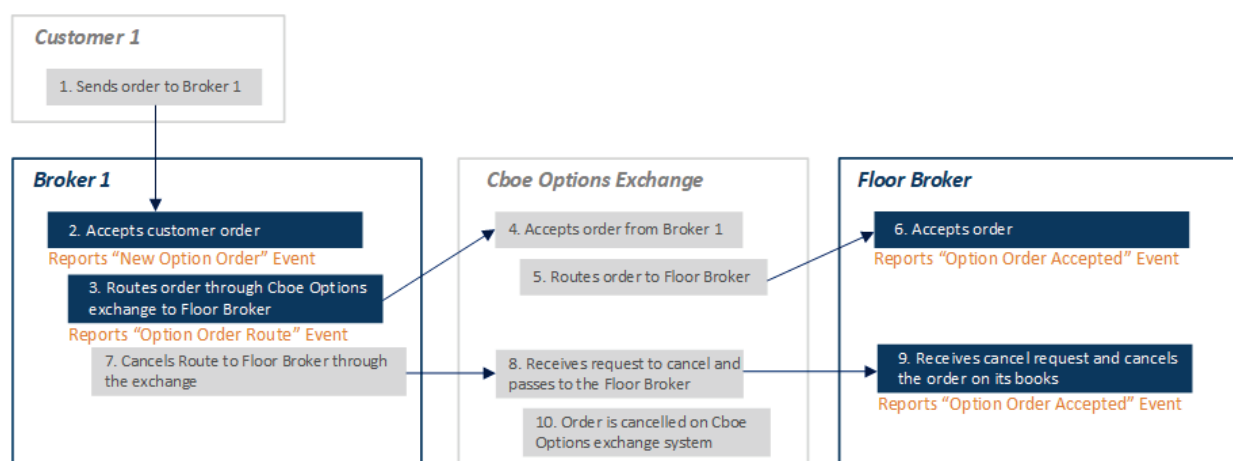 Customer 1
1. Sends order to Broker 1
Broker 1
2. Accepts customer order
Reports “New Option Order” Event
3. Routes order through Cboe Options
exchange to Floor Broker
Reports “Option Order Route” Event
7. Cancels Route to Floor Broker through
the exchange
Cboe Options Exchange
4. Accepts order from Broker 1
5. Routes order to Floor Broker
8. Receives request to cancel and
passes to the Floor Broker
10. Order is cancelled on Cboe
Options exchange system
Floor Broker
6. Accepts order
Reports “Option Order Accepted” Event
9. Receives cancel request and cancels
the order on its books
Reports “Option Order Accepted” Event